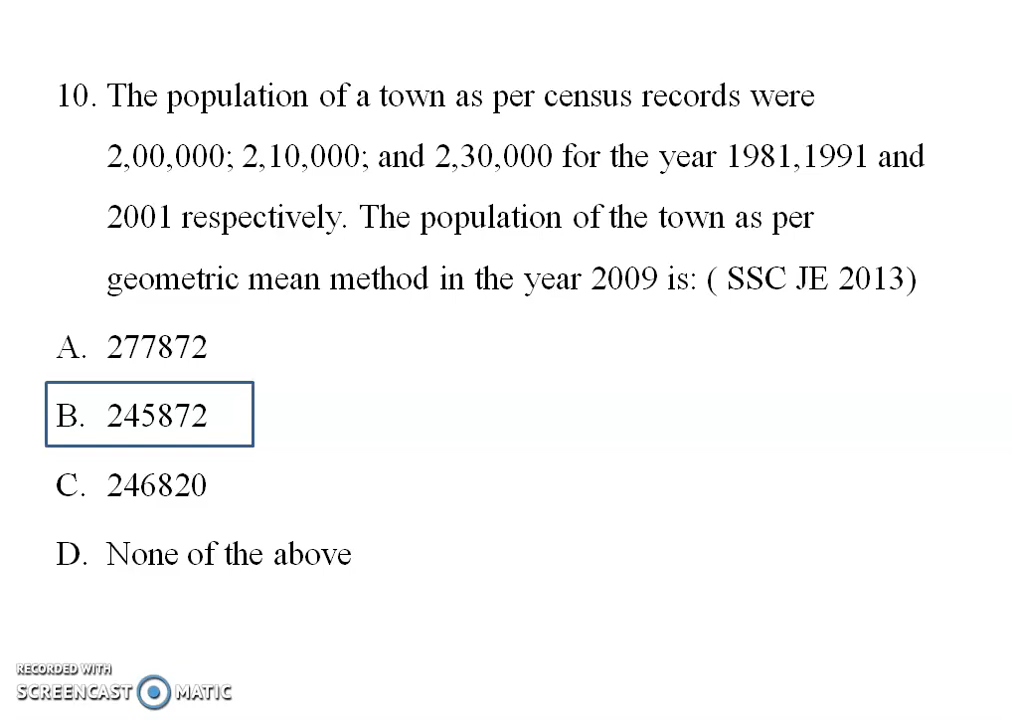 10. The population of a town as per census records were
2,00,000; 2,10,000; and 2,30,000 for the year 1981,1991 and
2001 respectively. The population of the town as per
geometric mean method in the year 2009 is: ( SSC JE 2013)
A. 277872
B. 245872
C. 246820
D. None of the above
RECORDED WITH
SCREENCAST MATIC